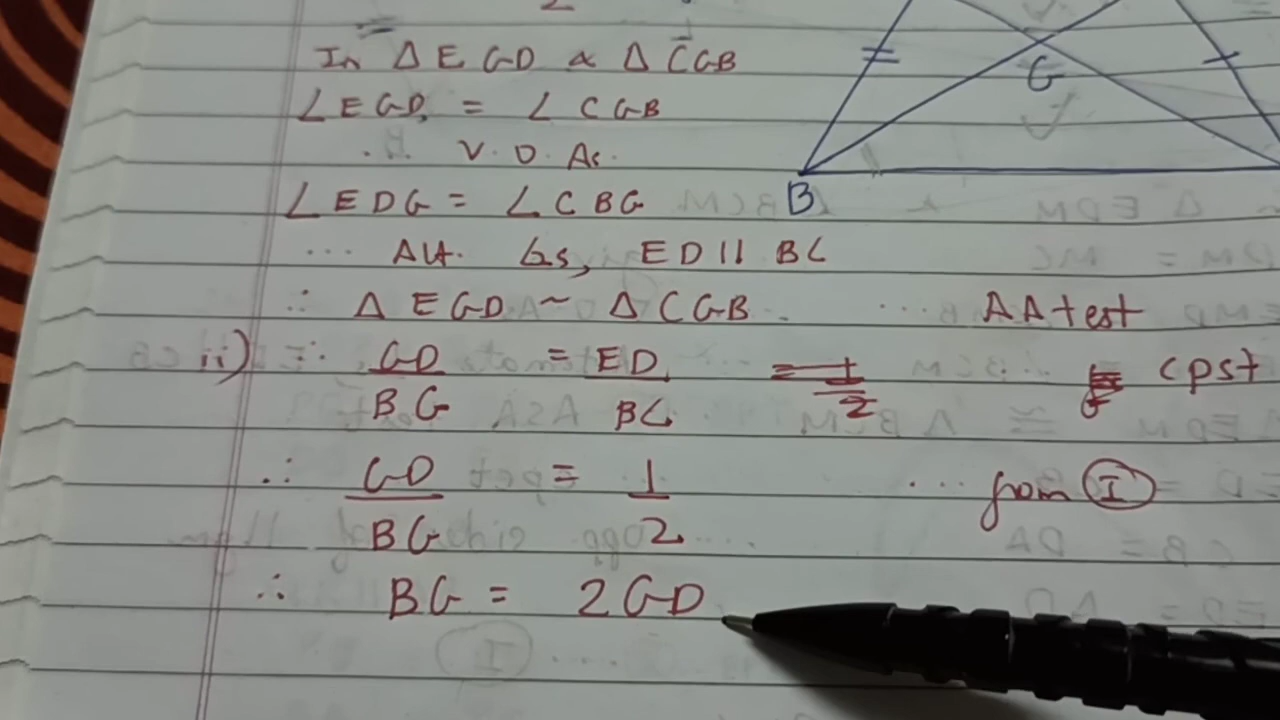 2
In Δ EGD & Δ CGB
G
∠EGD = ∠CGB
V. O. As.
∠EDG = ∠CBG
B
... Alt. ∠s, ED || BC
∴ Δ EGD ~ Δ CGB. ... AA test
ii) ∴ GD/BG = ED/BC cpst
∴ GD/BG = 1/2 ... from I
∴ BG = 2GD